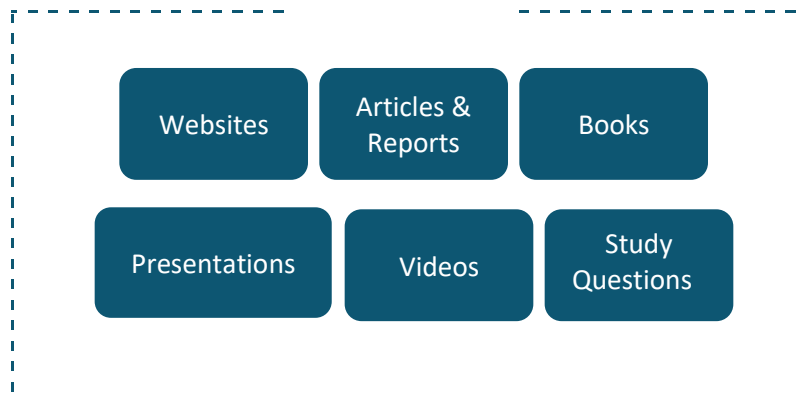 Websites
Articles &
Reports
Books
Presentations
Videos
Study
Questions